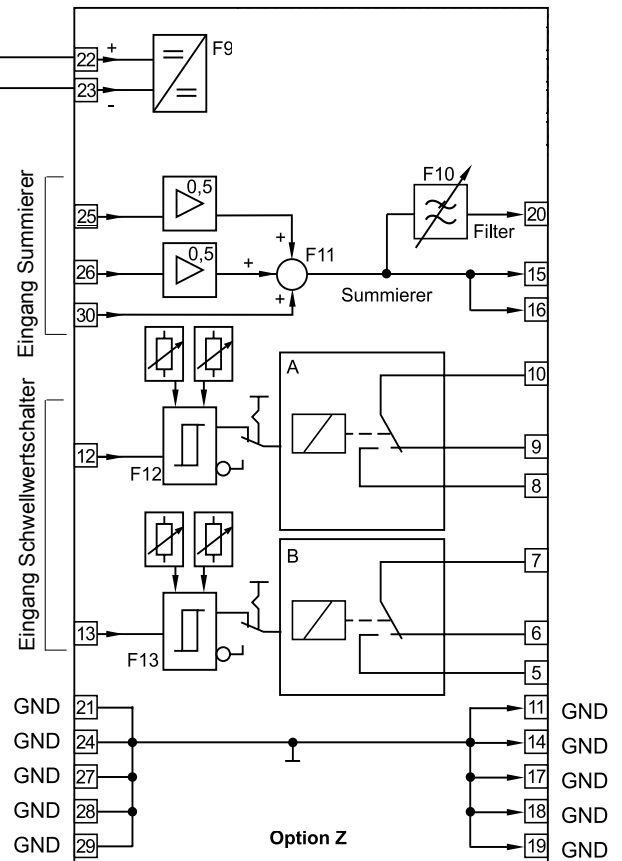 22
+
F9
23
-
Eingang Summierer
25
0,5
+
F11
26
0,5
+
30
+
Summierer
F10
Filter
20
15
16
Eingang Schwellwertschalter
12
F12
A
10
9
8
13
F13
B
7
6
5
GND 21
GND 24
GND 27
GND 28
GND 29
11 GND
14 GND
17 GND
18 GND
19 GND
Option Z